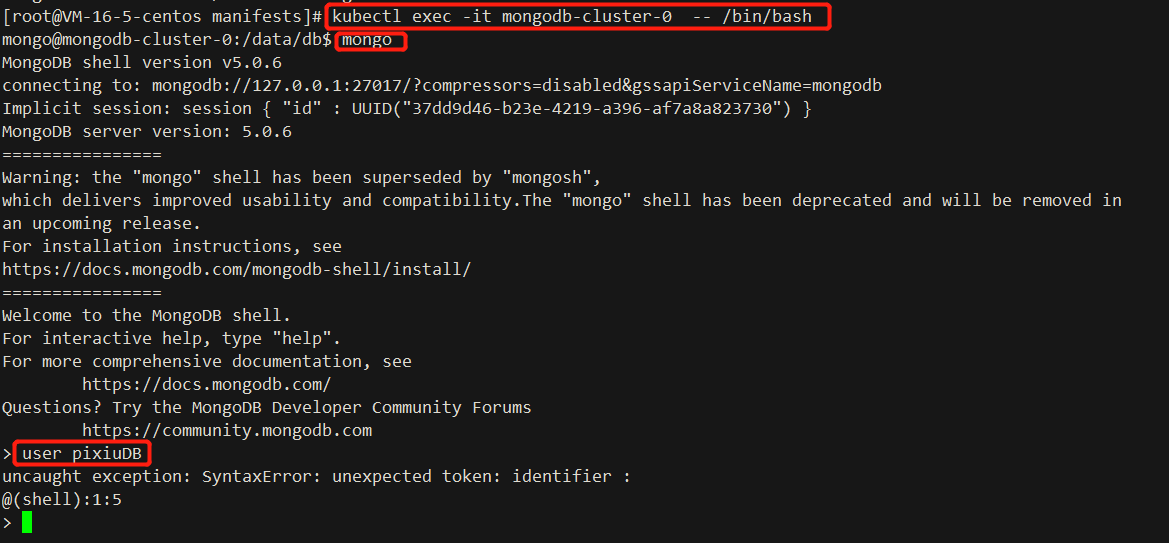 [root@VM-16-5-centos manifests]# kubectl exec -it mongodb-cluster-0  -- /bin/bash
mongo@mongodb-cluster-0:/data/db$ mongo
MongoDB shell version v5.0.6
connecting to: mongodb://127.0.0.1:27017/?compressors=disabled&gssapiServiceName=mongodb
Implicit session: session { "id" : UUID("37dd9d46-b23e-4219-a396-af7a8a823730") }
MongoDB server version: 5.0.6
================
Warning: the "mongo" shell has been superseded by "mongosh",
which delivers improved usability and compatibility.The "mongo" shell has been deprecated and will be removed in
an upcoming release.
For installation instructions, see
https://docs.mongodb.com/mongodb-shell/install/
================
Welcome to the MongoDB shell.
For interactive help, type "help".
For more comprehensive documentation, see
        https://docs.mongodb.com/
Questions? Try the MongoDB Developer Community Forums
        https://community.mongodb.com
> user pixiuDB
uncaught exception: SyntaxError: unexpected token: identifier :
@(shell):1:5
>